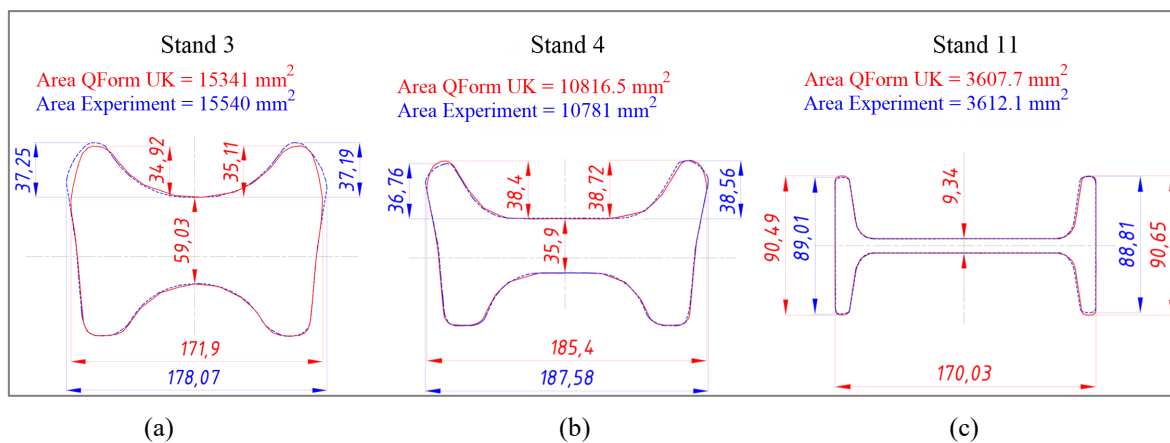 Stand 3
Area QForm UK = 15341 mm²
Area Experiment = 15540 mm²
37,25
34,92
35,11
37,19
59,03
171,9
178,07
(a)
Stand 4
Area QForm UK = 10816.5 mm²
Area Experiment = 10781 mm²
36,76
38,4
38,72
38,56
35,9
185,4
187,58
(b)
Stand 11
Area QForm UK = 3607.7 mm²
Area Experiment = 3612.1 mm²
90,49
89,01
9,34
88,81
90,65
170,03
(c)